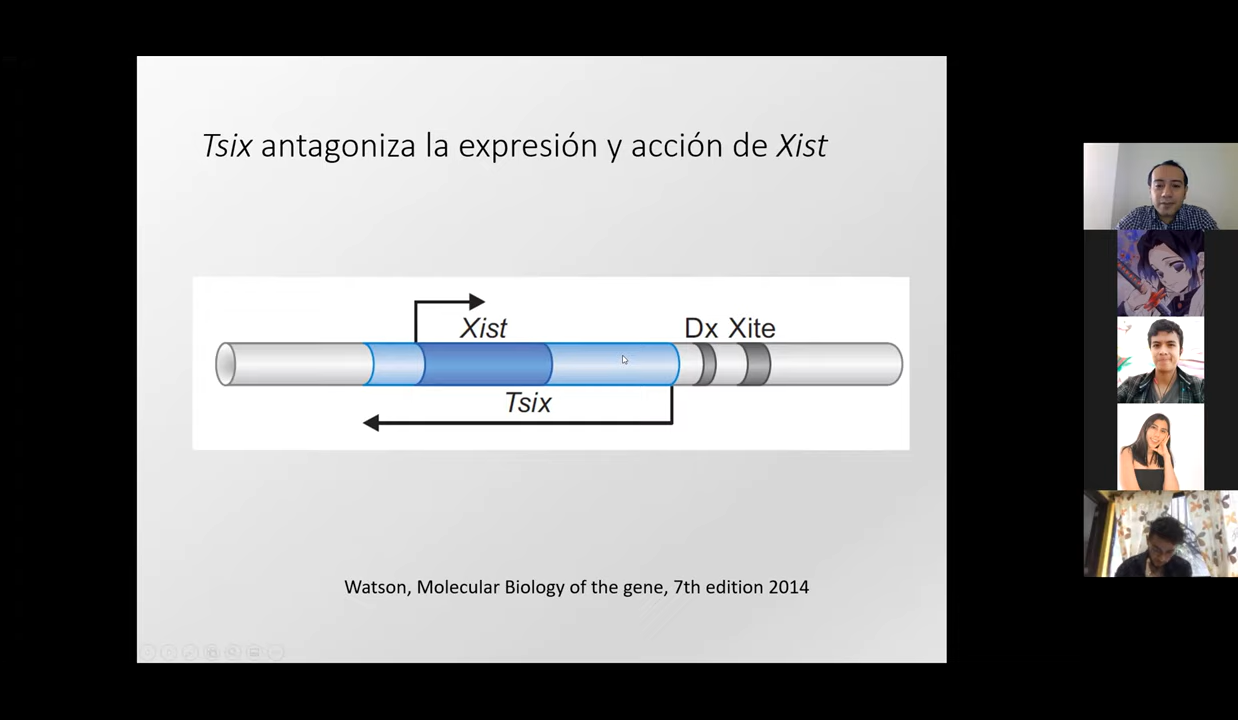 Tsix antagoniza la expresión y acción de Xist
Xist
Dx Xite
Tsix
Watson, Molecular Biology of the gene, 7th edition 2014